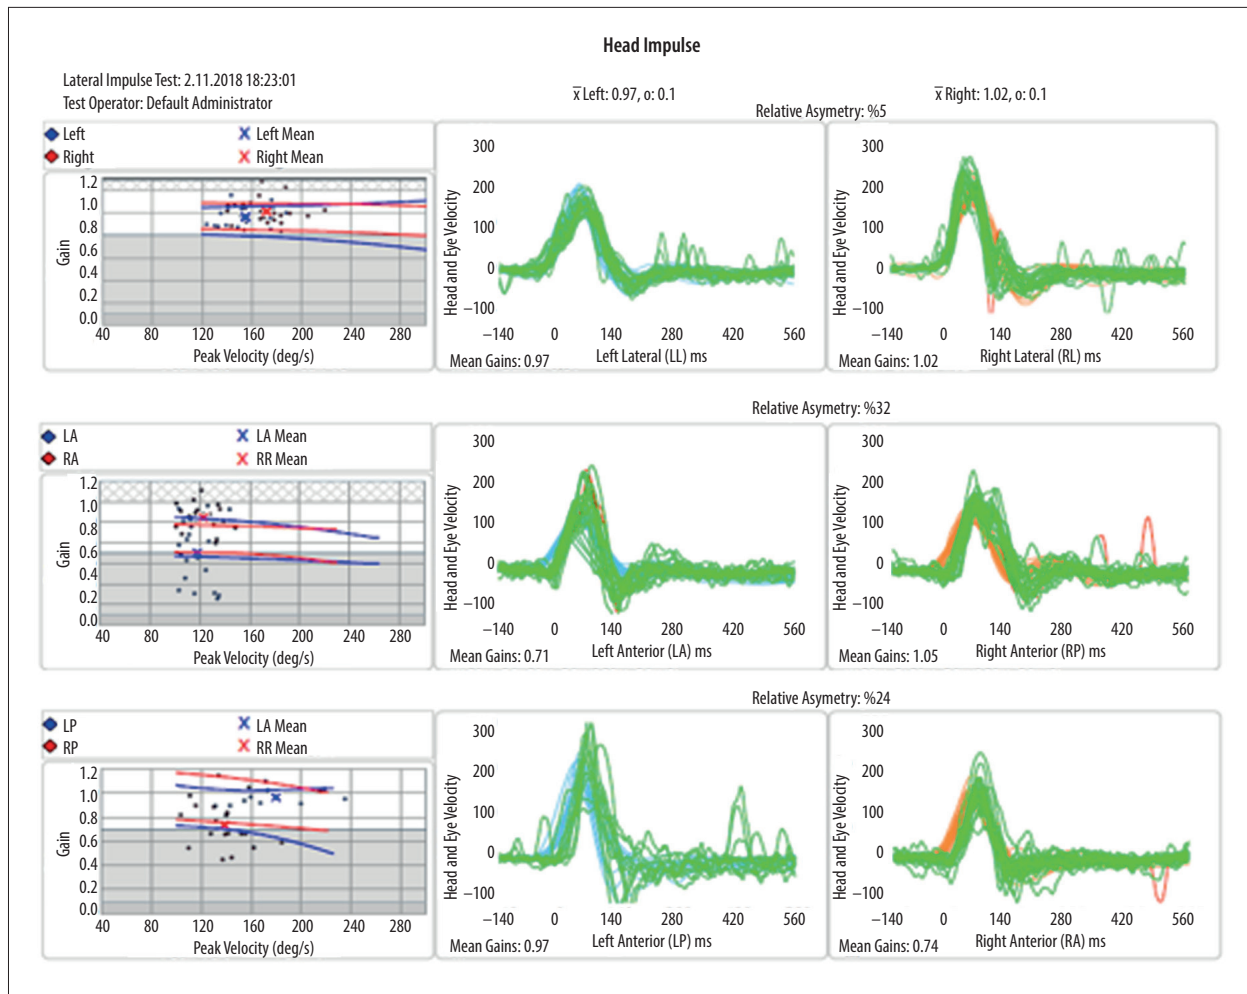 Head Impulse
Lateral Impulse Test: 2.11.2018 18:23:01
Test Operator: Default Administrator
x̅ Left: 0.97, o: 0.1
x̅ Right: 1.02, o: 0.1
Relative Asymetry: %5
Left
Left Mean
Right
Right Mean
1.2
1.0
0.8
0.6
0.4
0.2
0.0
Gain
40 80 120 160 200 240 280
Peak Velocity (deg/s)
300
200
100
0
−100
Head and Eye Velocity
−140 0 140 280 420 560
Left Lateral (LL) ms
Mean Gains: 0.97
300
200
100
0
−100
Head and Eye Velocity
−140 0 140 280 420 560
Right Lateral (RL) ms
Mean Gains: 1.02
Relative Asymetry: %32
LA
LA Mean
RA
RR Mean
1.2
1.0
0.8
0.6
0.4
0.2
0.0
Gain
40 80 120 160 200 240 280
Peak Velocity (deg/s)
300
200
100
0
−100
Head and Eye Velocity
−140 0 140 280 420 560
Left Anterior (LA) ms
Mean Gains: 0.71
300
200
100
0
−100
Head and Eye Velocity
−140 0 140 280 420 560
Right Anterior (RP) ms
Mean Gains: 1.05
Relative Asymetry: %24
LP
LA Mean
RP
RR Mean
1.2
1.0
0.8
0.6
0.4
0.2
0.0
Gain
40 80 120 160 200 240 280
Peak Velocity (deg/s)
300
200
100
0
−100
Head and Eye Velocity
−140 0 140 280 420 560
Left Anterior (LP) ms
Mean Gains: 0.97
300
200
100
0
−100
Head and Eye Velocity
−140 0 140 280 420 560
Right Anterior (RA) ms
Mean Gains: 0.74